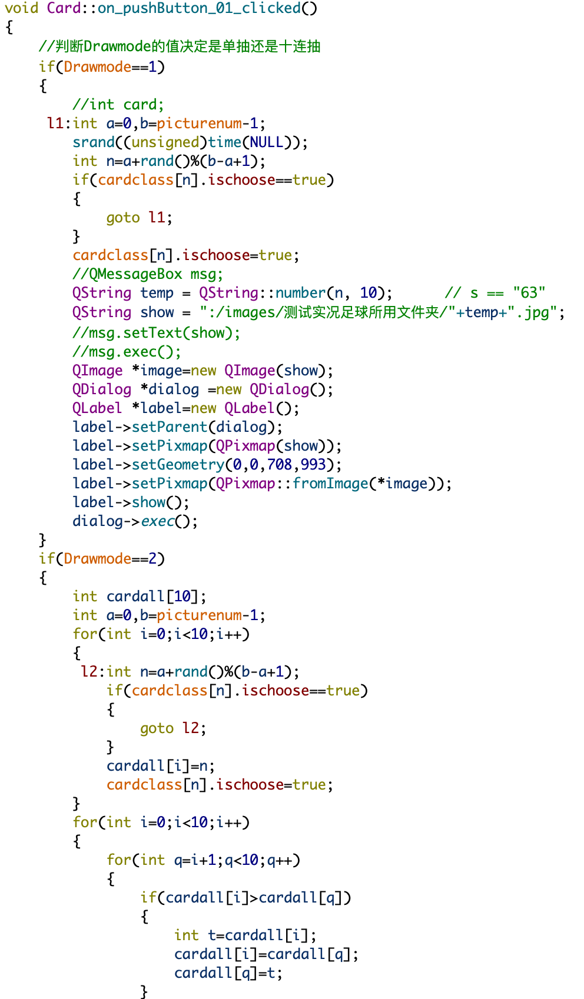 void Card::on_pushButton_01_clicked()
{
    //判断Drawmode的值决定是单抽还是十连抽
    if(Drawmode==1)
    {
        //int card;
     l1:int a=0,b=picturenum-1;
        srand((unsigned)time(NULL));
        int n=a+rand()%(b-a+1);
        if(cardclass[n].ischoose==true)
        {
            goto l1;
        }
        cardclass[n].ischoose=true;
        //QMessageBox msg;
        QString temp = QString::number(n, 10);      // s == "63"
        QString show = ":/images/测试实况足球所用文件夹/"+temp+".jpg";
        //msg.setText(show);
        //msg.exec();
        QImage *image=new QImage(show);
        QDialog *dialog =new QDialog();
        QLabel *label=new QLabel();
        label->setParent(dialog);
        label->setPixmap(QPixmap(show));
        label->setGeometry(0,0,708,993);
        label->setPixmap(QPixmap::fromImage(*image));
        label->show();
        dialog->exec();
    }
    if(Drawmode==2)
    {
        int cardall[10];
        int a=0,b=picturenum-1;
        for(int i=0;i<10;i++)
        {
         l2:int n=a+rand()%(b-a+1);
            if(cardclass[n].ischoose==true)
            {
                goto l2;
            }
            cardall[i]=n;
            cardclass[n].ischoose=true;
        }
        for(int i=0;i<10;i++)
        {
            for(int q=i+1;q<10;q++)
            {
                if(cardall[i]>cardall[q])
                {
                    int t=cardall[i];
                    cardall[i]=cardall[q];
                    cardall[q]=t;
                }